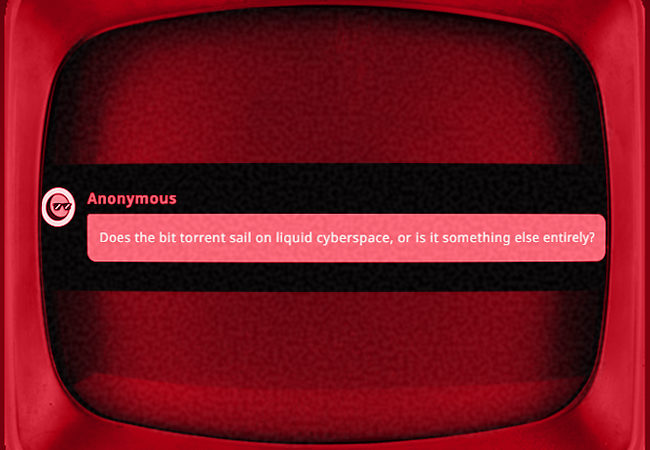 Anonymous
Does the bit torrent sail on liquid cyberspace, or is it something else entirely?